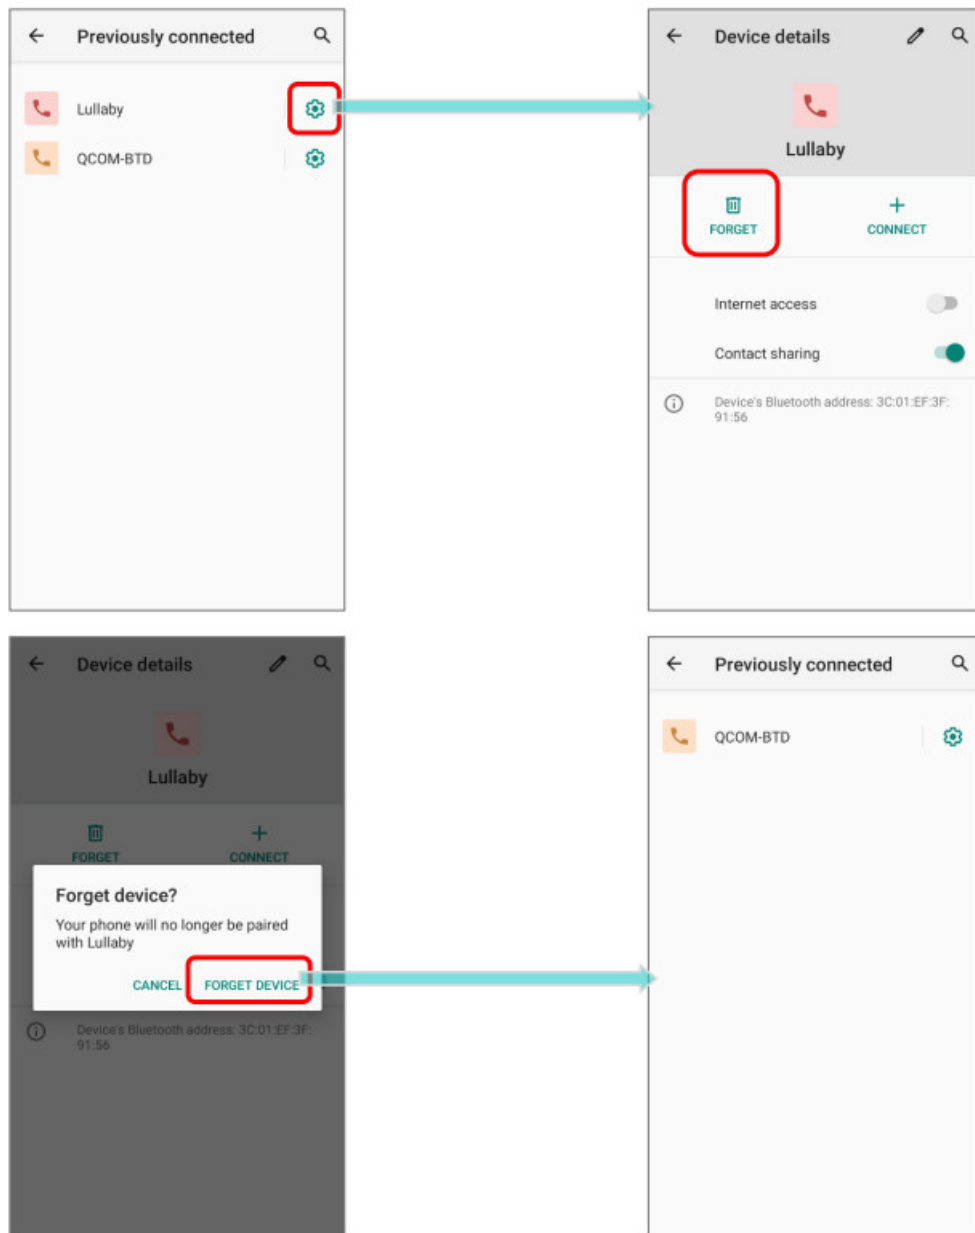 Previously connected
Lullaby
QCOM-BTD
Device details
Lullaby
FORGET
CONNECT
Internet access
Contact sharing
Device's Bluetooth address: 3C:01:EF:3F:
91:56
Device details
Lullaby
FORGET
CONNECT
Forget device?
Your phone will no longer be paired
with Lullaby
CANCEL
FORGET DEVICE
Device's Bluetooth address: 3C:01:EF:3F:
91:56
Previously connected
QCOM-BTD